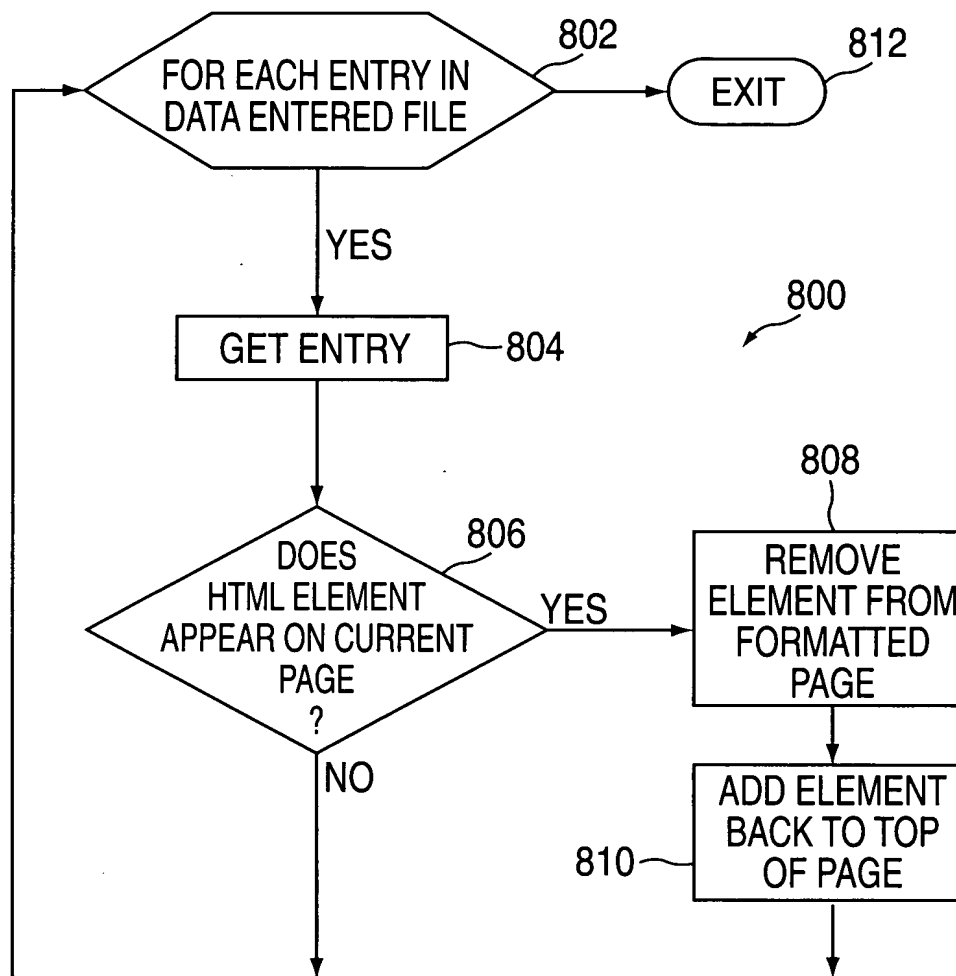 802
812
FOR EACH ENTRY IN
DATA ENTERED FILE
EXIT
YES
800
GET ENTRY
804
808
806
DOES
HTML ELEMENT
APPEAR ON CURRENT
PAGE
?
YES
REMOVE
ELEMENT FROM
FORMATTED
PAGE
NO
ADD ELEMENT
BACK TO TOP
OF PAGE
810